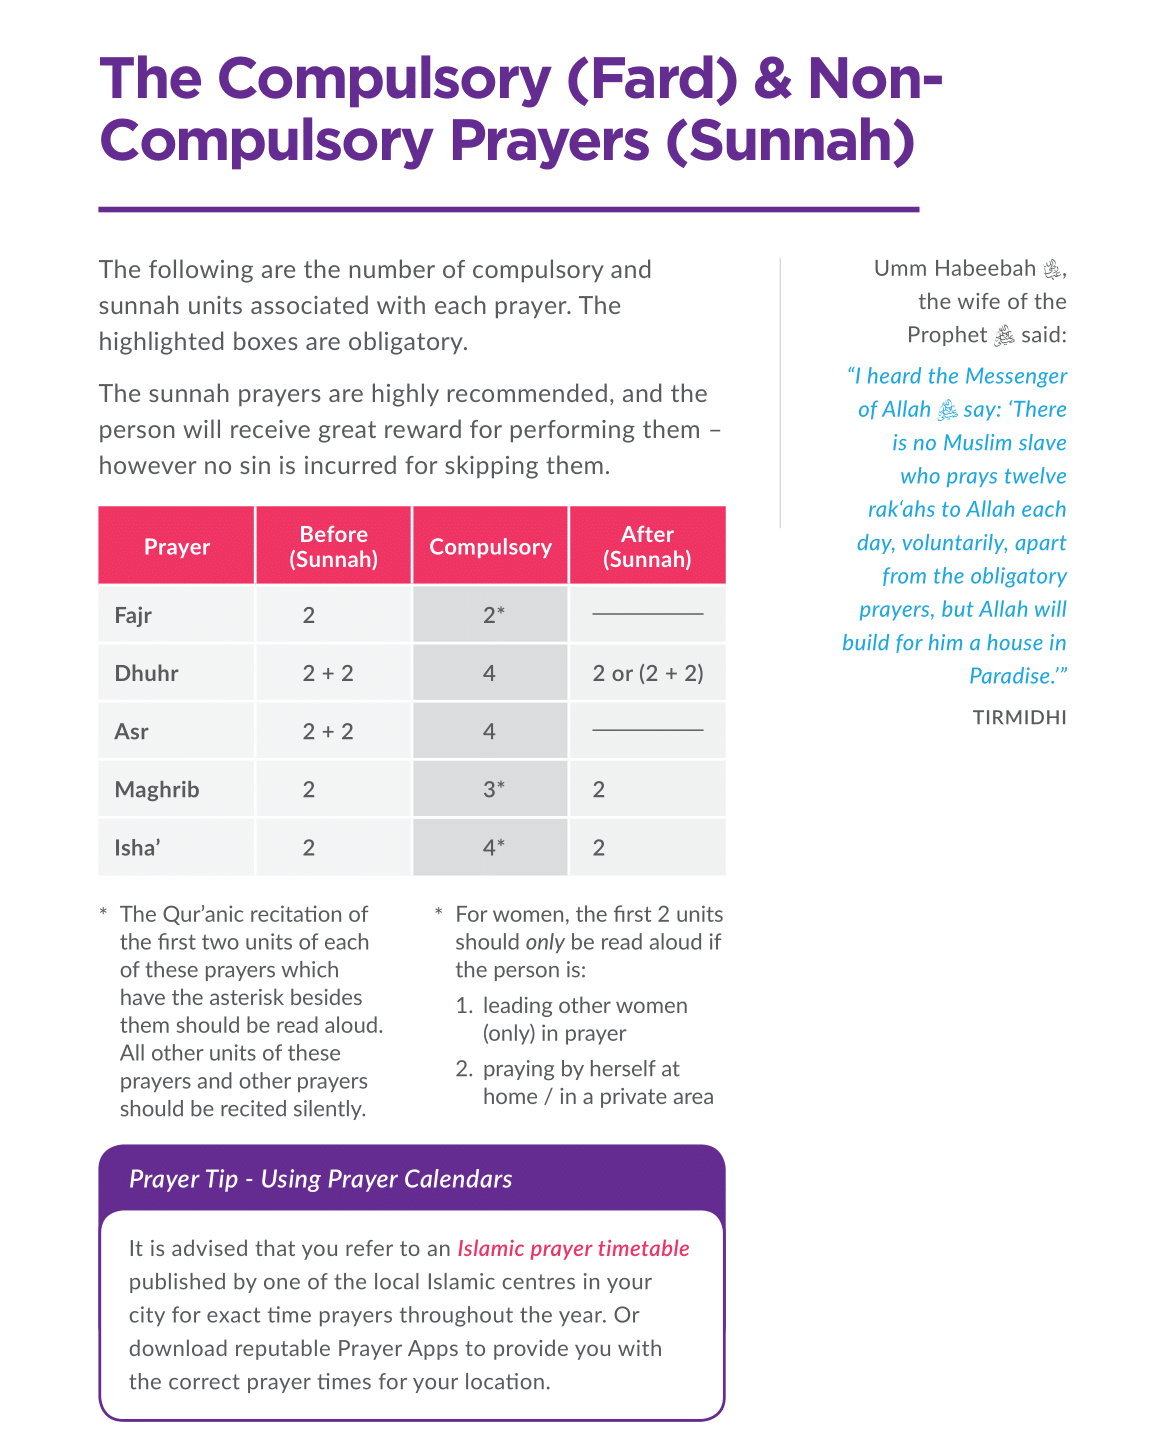 The Compulsory (Fard) & Non-
Compulsory Prayers (Sunnah)
The following are the number of compulsory and
sunnah units associated with each prayer. The
highlighted boxes are obligatory.
The sunnah prayers are highly recommended, and the
person will receive great reward for performing them –
however no sin is incurred for skipping them.
Prayer Before (Sunnah) Compulsory After (Sunnah)
Fajr 2 2*
Dhuhr 2 + 2 4 2 or (2 + 2)
Asr 2 + 2 4
Maghrib 2 3* 2
Isha’ 2 4* 2
* The Qur’anic recitation of
the first two units of each
of these prayers which
have the asterisk besides
them should be read aloud.
All other units of these
prayers and other prayers
should be recited silently.
* For women, the first 2 units
should only be read aloud if
the person is:
1. leading other women
(only) in prayer
2. praying by herself at
home / in a private area
Prayer Tip - Using Prayer Calendars
It is advised that you refer to an Islamic prayer timetable
published by one of the local Islamic centres in your
city for exact time prayers throughout the year. Or
download reputable Prayer Apps to provide you with
the correct prayer times for your location.
Umm Habeebah ,
the wife of the
Prophet ﷺ said:
“I heard the Messenger
of Allah ﷺ say: ‘There
is no Muslim slave
who prays twelve
rak‘ahs to Allah each
day, voluntarily, apart
from the obligatory
prayers, but Allah will
build for him a house in
Paradise.’”
TIRMIDHI